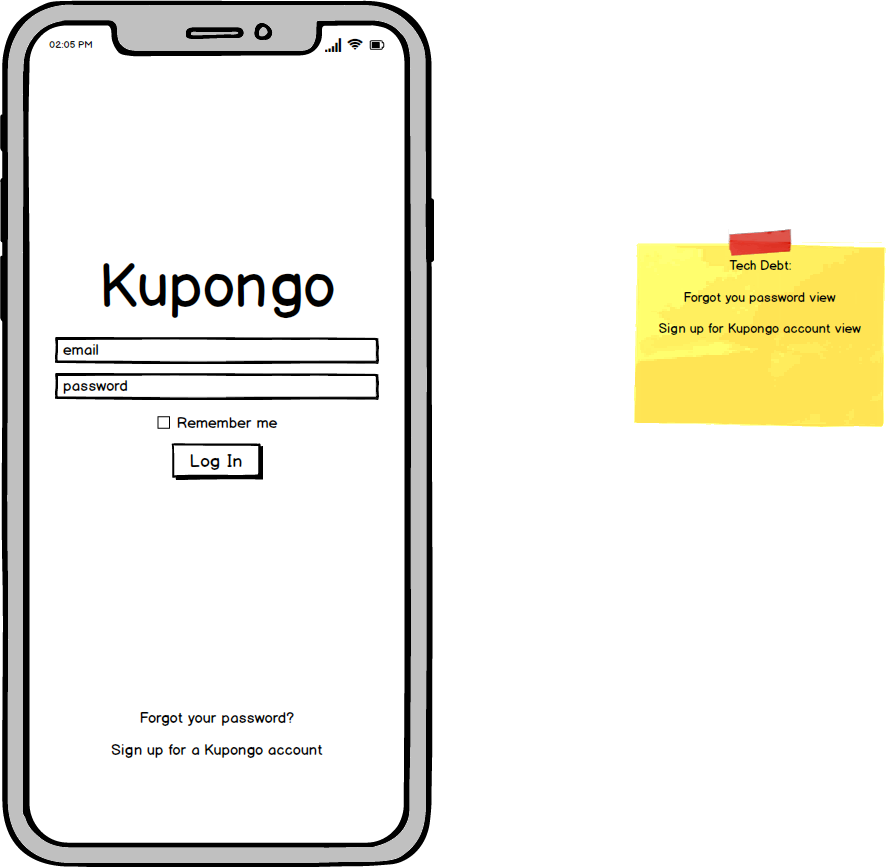 02:05 PM
Kupongo
email
password
Remember me
Log In
Forgot your password?
Sign up for a Kupongo account
Tech Debt:
Forgot you password view
Sign up for Kupongo account view